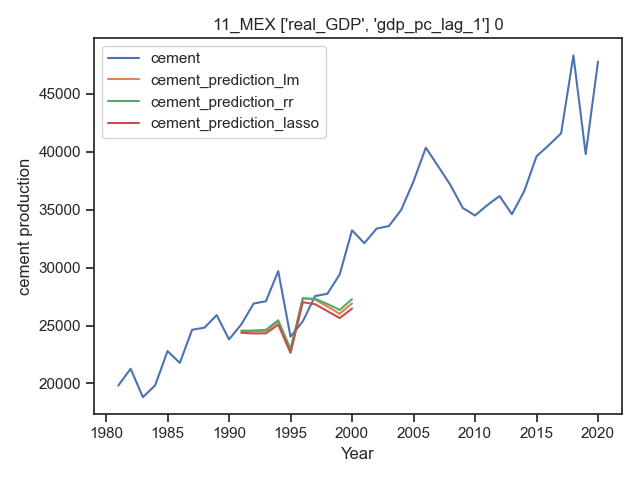 11_MEX ['real_GDP', 'gdp_pc_lag_1'] 0
cement
cement_prediction_lm
cement_prediction_rr
cement_prediction_lasso
cement production
45000
40000
35000
30000
25000
20000
1980 1985 1990 1995 2000 2005 2010 2015 2020
Year